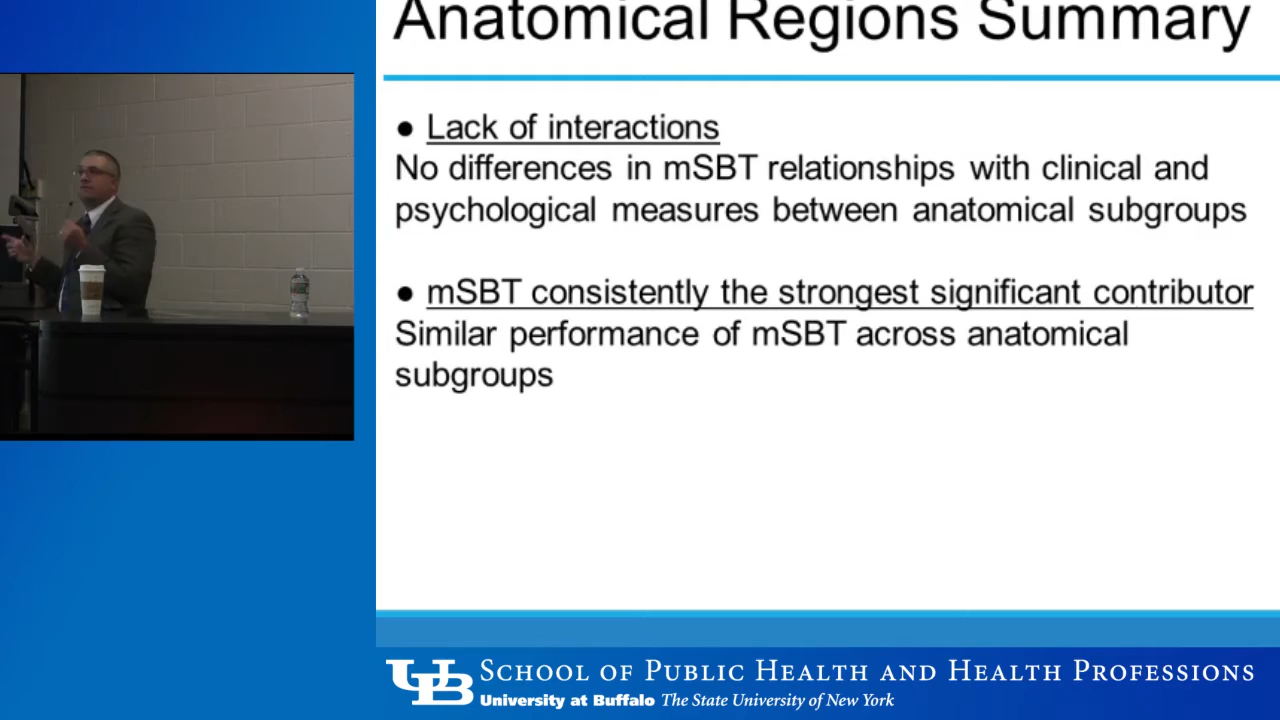 Anatomical Regions Summary
● Lack of interactions
No differences in mSBT relationships with clinical and
psychological measures between anatomical subgroups
● mSBT consistently the strongest significant contributor
Similar performance of mSBT across anatomical
subgroups
UB SCHOOL OF PUBLIC HEALTH AND HEALTH PROFESSIONS
University at Buffalo The State University of New York